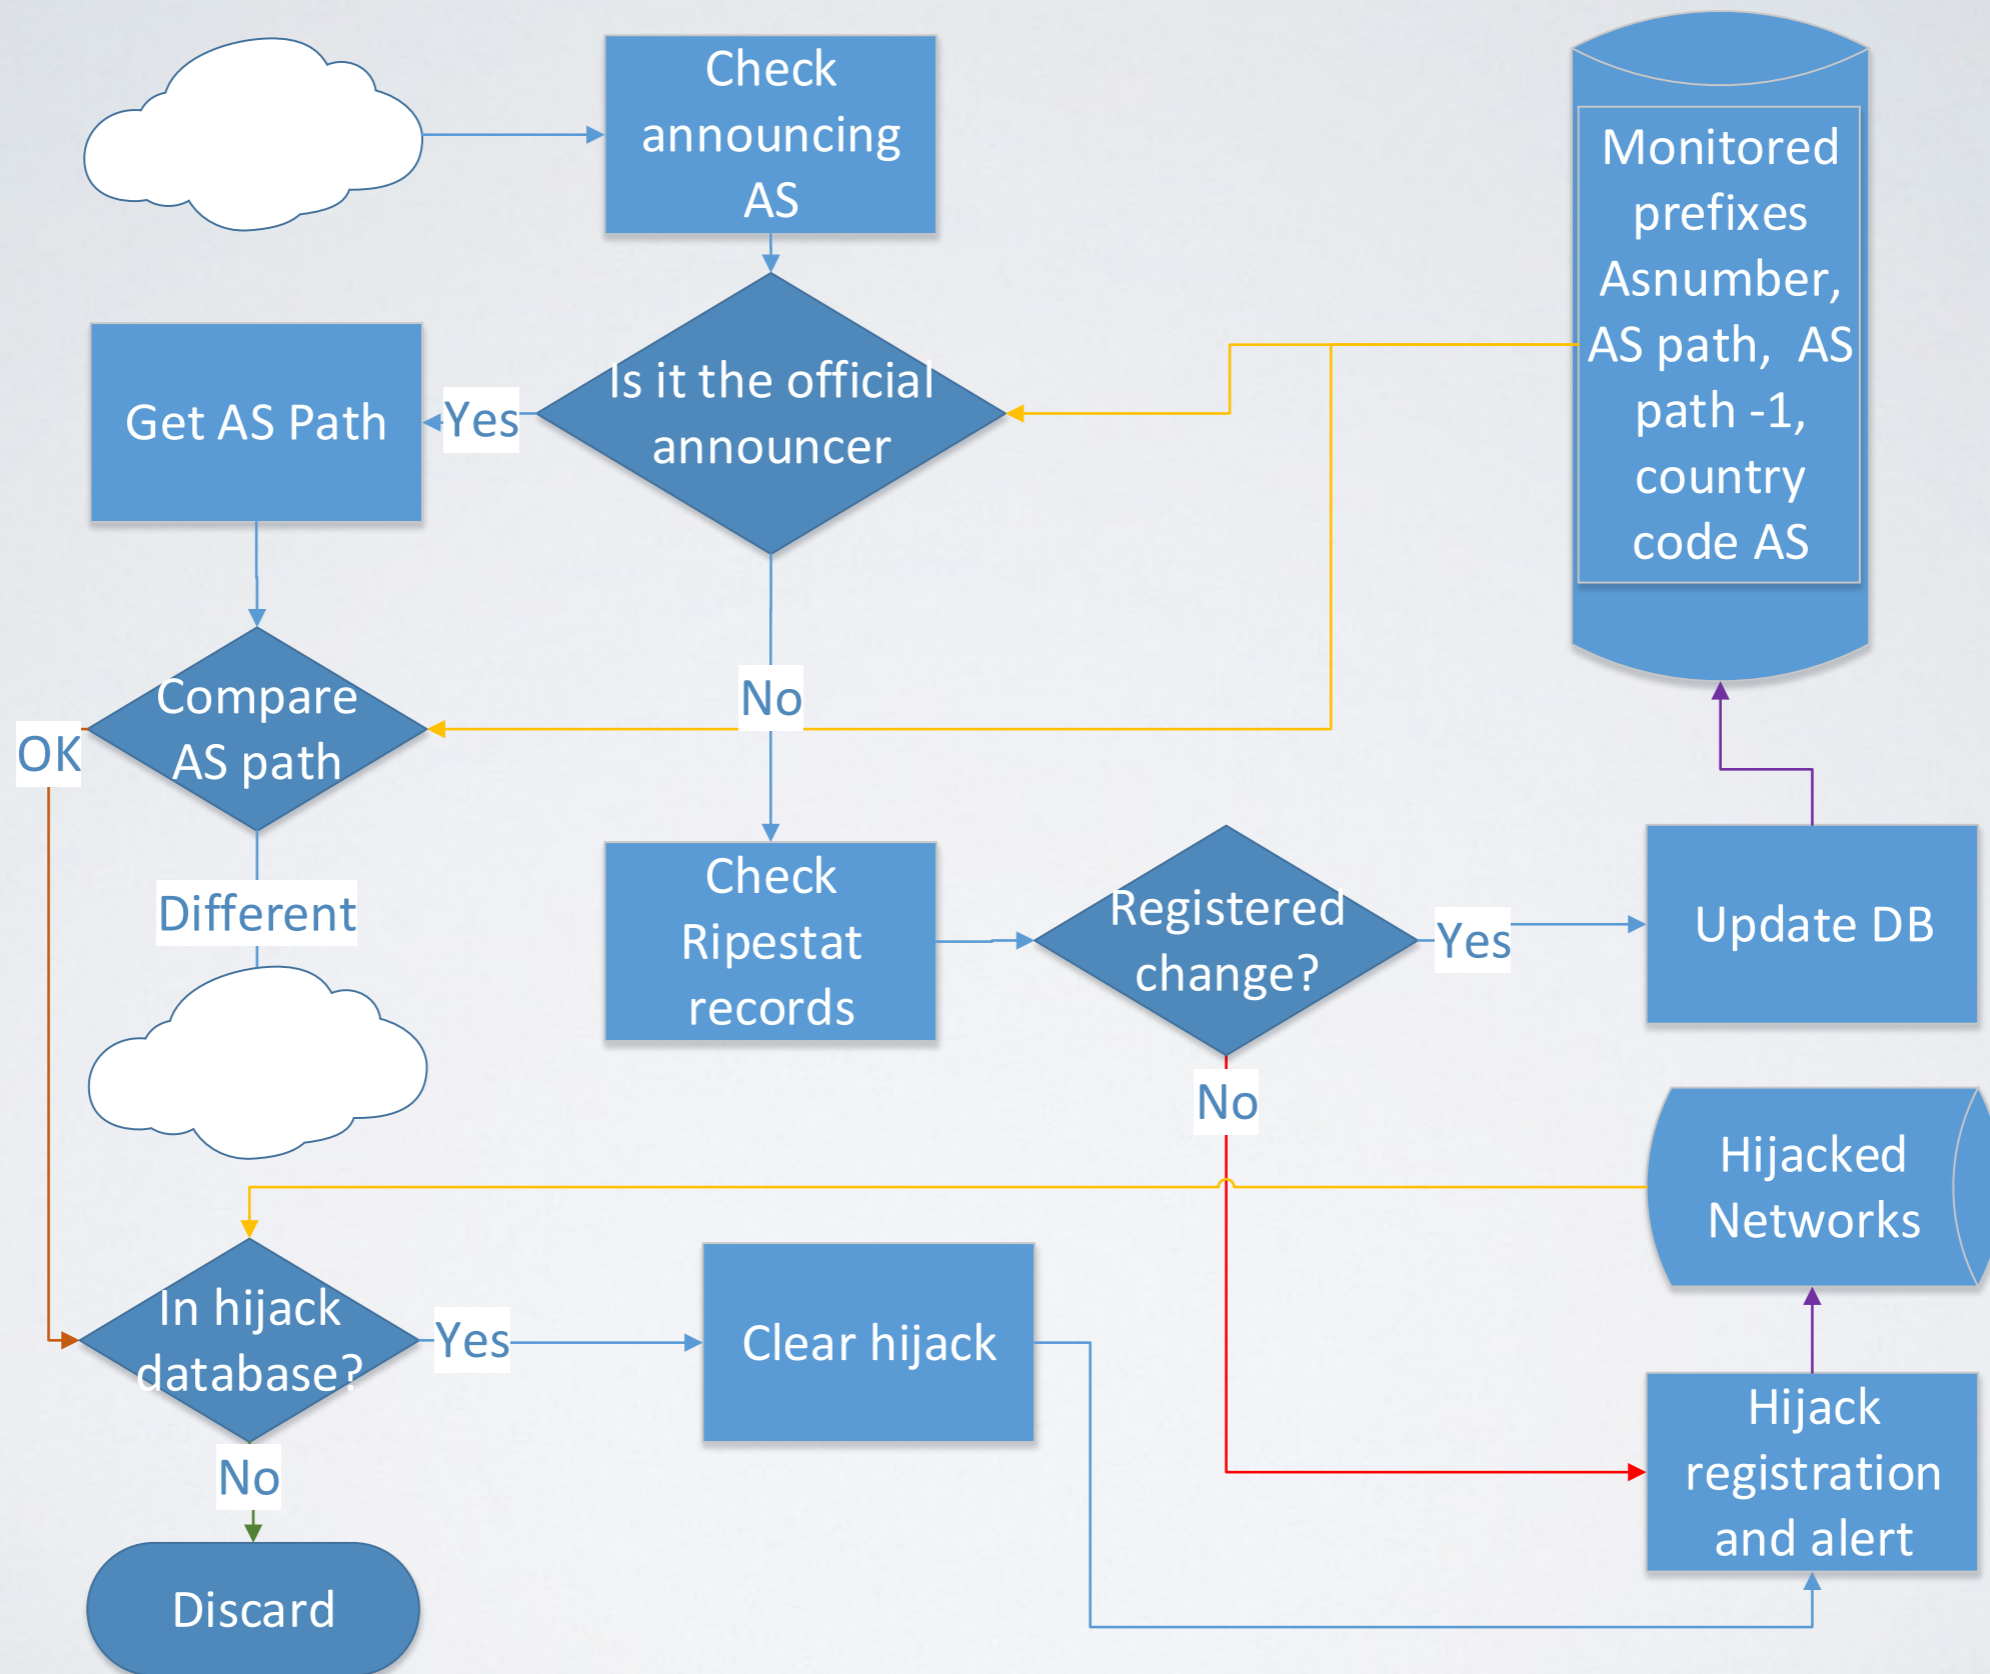 Check
announcing
AS
Monitored
prefixes
Asnumber,
AS path,  AS
path -1,
country
code AS
Is it the official
announcer
Yes
Get AS Path
No
Compare
AS path
OK
Different
Check
Ripestat
records
Registered
change?
Yes
Update DB
No
Hijacked
Networks
In hijack
database?
Yes
Clear hijack
Hijack
registration
and alert
No
Discard